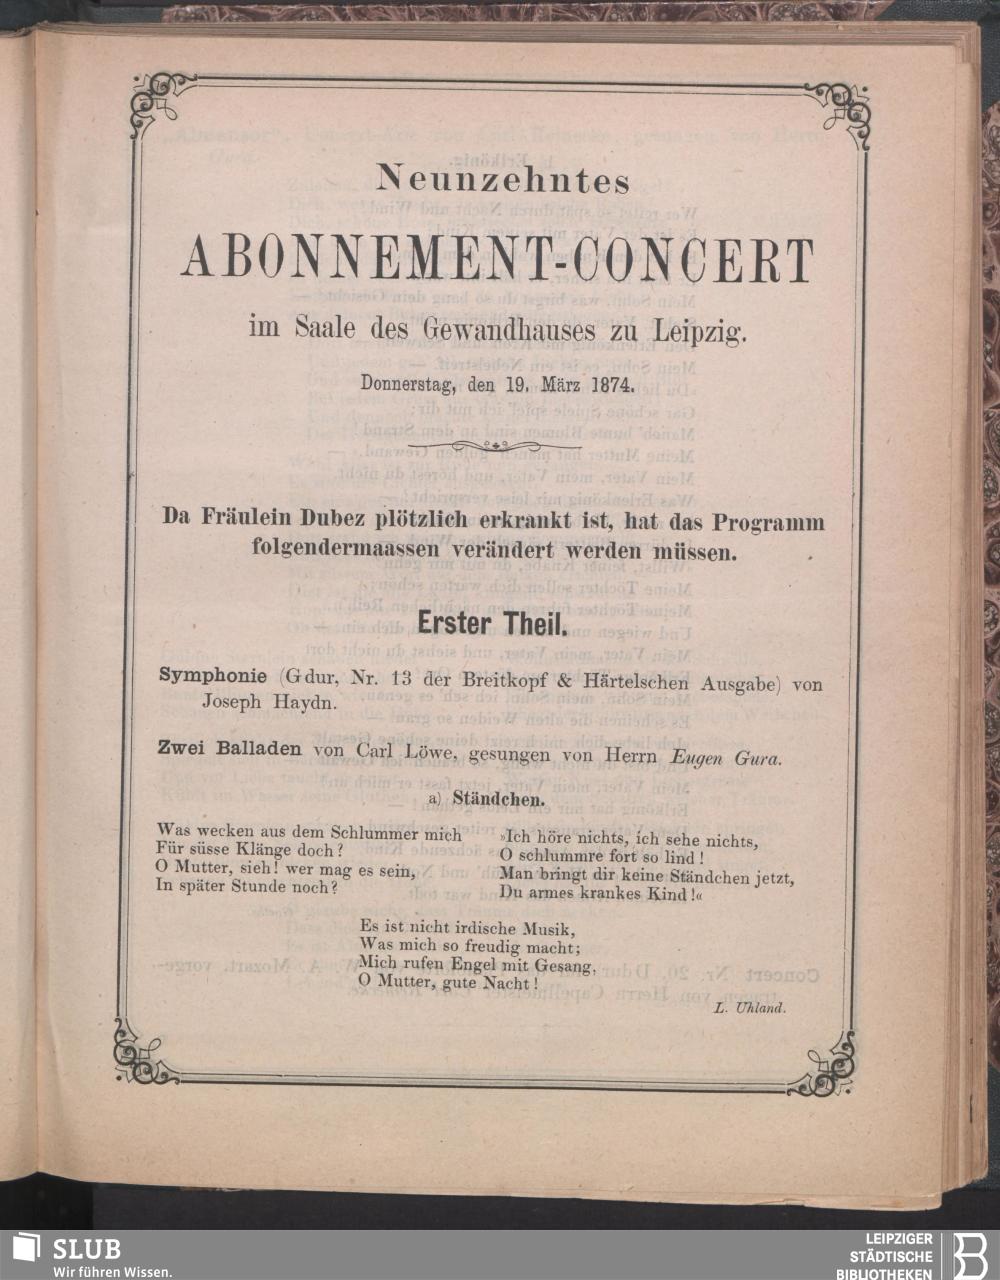 Neunzehntes
ABONNEMENT-CONCERT
im Saale des Gewandhauses zu Leipzig.
Donnerstag, den 19. März 1874.
Da Fräulein Dubez plötzlich erkrankt ist, hat das Programm
folgendermaassen verändert werden müssen.
Erster Theil.
Symphonie (Gdur, Nr. 13 der Breitkopf & Härtelschen Ausgabe) von
Joseph Haydn.
Zwei Balladen von Carl Löwe, gesungen von Herrn Eugen Gura.
a) Ständchen.
Was wecken aus dem Schlummer mich
Für süsse Klänge doch?
O Mutter, sieh! wer mag es sein,
In später Stunde noch?
»Ich höre nichts, ich sehe nichts,
O schlummre fort so lind!
Man bringt dir keine Ständchen jetzt,
Du armes krankes Kind!«
Es ist nicht irdische Musik,
Was mich so freudig macht;
Mich rufen Engel mit Gesang,
O Mutter, gute Nacht!
L. Uhland.
SLUB
Wir führen Wissen.
LEIPZIGER
STÄDTISCHE
BIBLIOTHEKEN